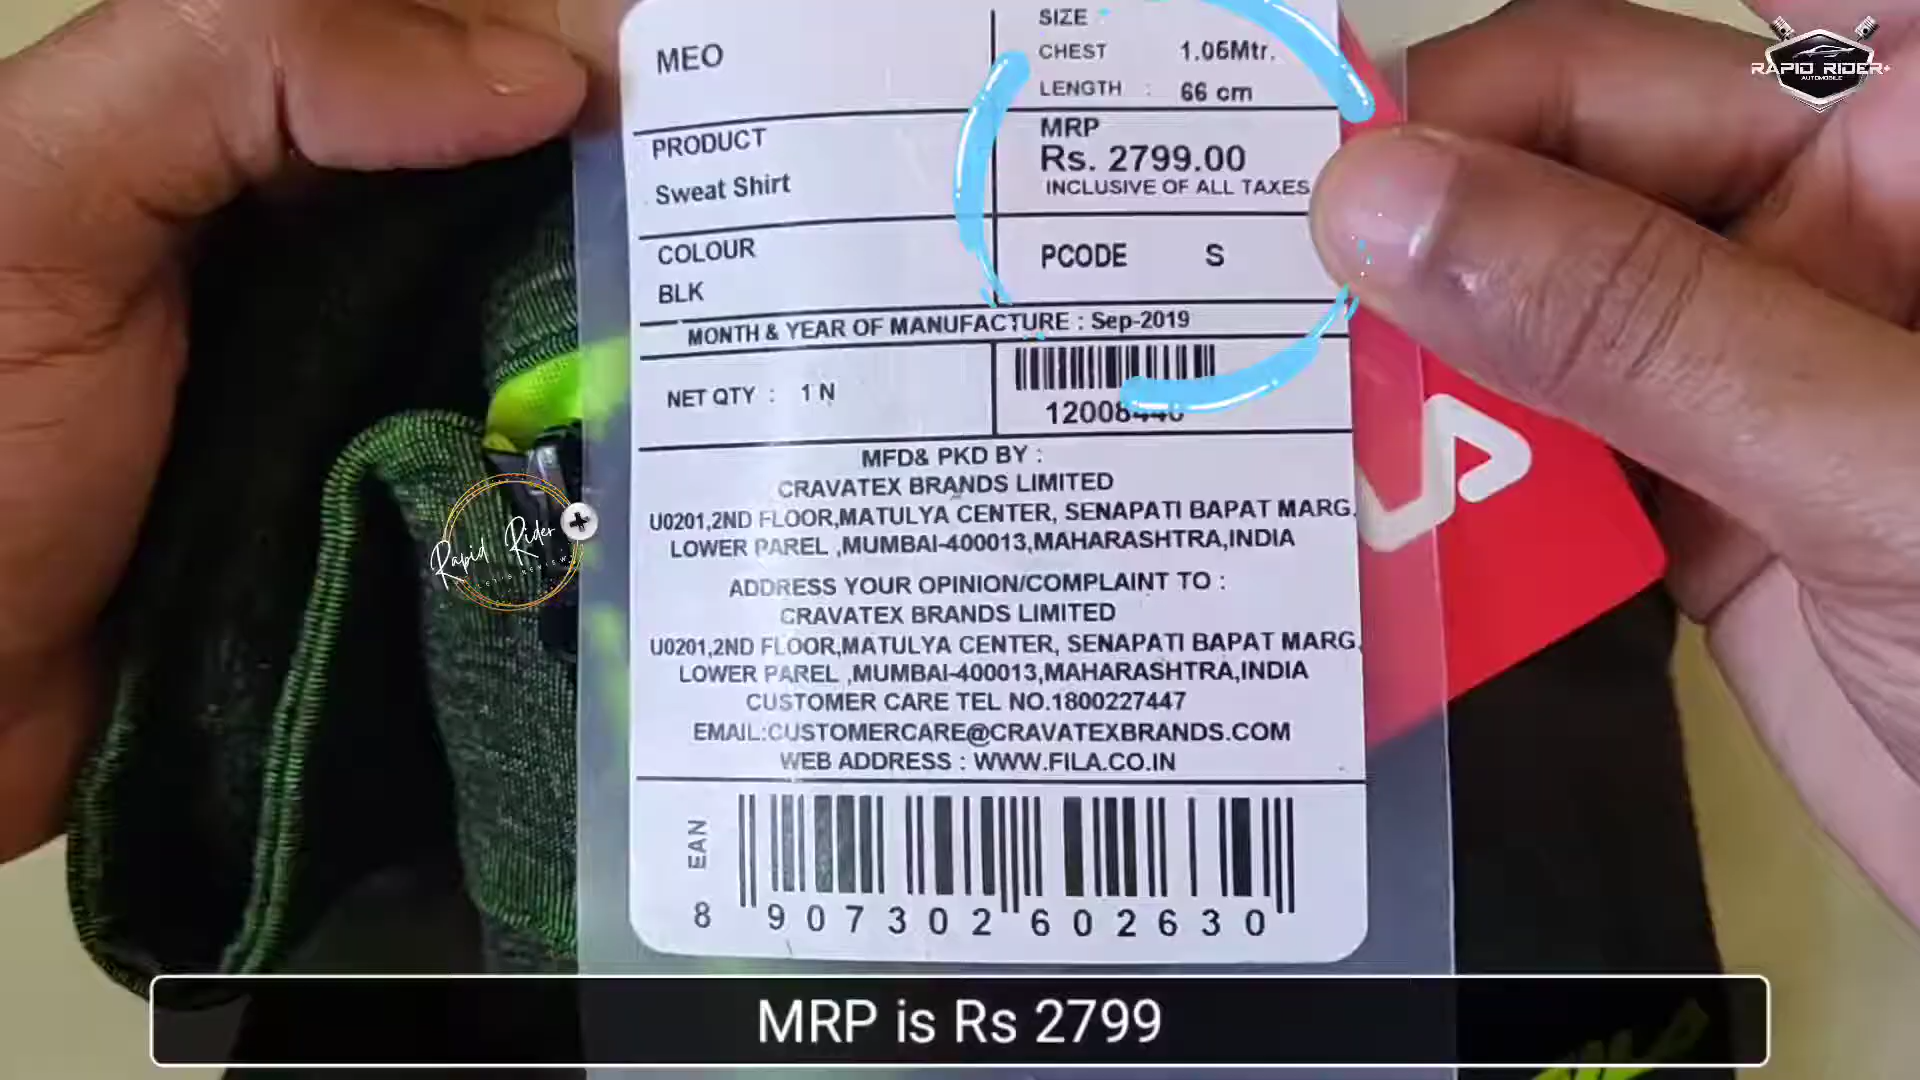 MEO
SIZE :
CHEST 1.06Mtr.
LENGTH : 66 cm
PRODUCT
Sweat Shirt
MRP
Rs. 2799.00
INCLUSIVE OF ALL TAXES
COLOUR
BLK
PCODE S
MONTH & YEAR OF MANUFACTURE : Sep-2019
NET QTY : 1 N
12008440
MFD& PKD BY :
CRAVATEX BRANDS LIMITED
U0201,2ND FLOOR,MATULYA CENTER, SENAPATI BAPAT MARG,
LOWER PAREL ,MUMBAI-400013,MAHARASHTRA,INDIA
ADDRESS YOUR OPINION/COMPLAINT TO :
CRAVATEX BRANDS LIMITED
U0201,2ND FLOOR,MATULYA CENTER, SENAPATI BAPAT MARG,
LOWER PAREL ,MUMBAI-400013,MAHARASHTRA,INDIA
CUSTOMER CARE TEL NO.1800227447
EMAIL:CUSTOMERCARE@CRAVATEXBRANDS.COM
WEB ADDRESS : WWW.FILA.CO.IN
EAN
8 907302 602630
RAPID RIDER+
AUTOMOBILE
Rapid Rider
MRP is Rs 2799